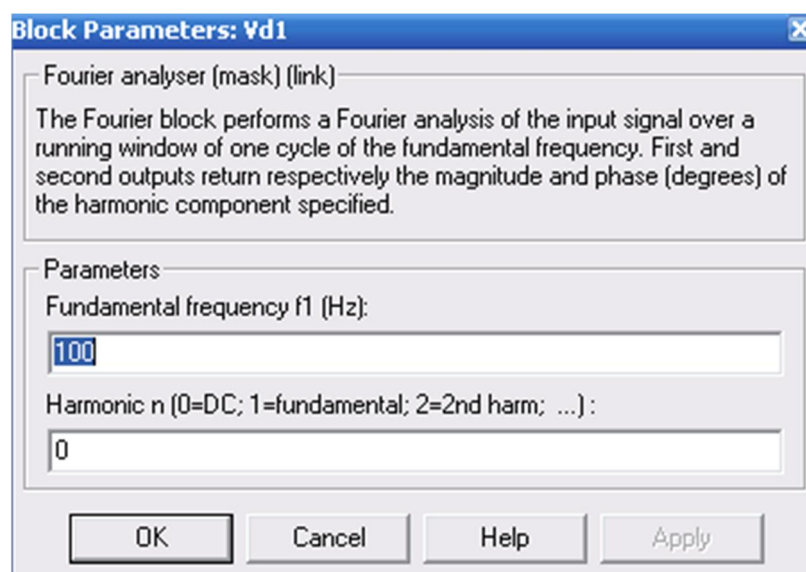 Block Parameters: Vd1
Fourier analyser (mask) (link)
The Fourier block performs a Fourier analysis of the input signal over a
running window of one cycle of the fundamental frequency. First and
second outputs return respectively the magnitude and phase (degrees) of
the harmonic component specified.
Parameters
Fundamental frequency f1 (Hz):
100
Harmonic n (0=DC; 1=fundamental; 2=2nd harm; ...) :
0
OK Cancel Help Apply